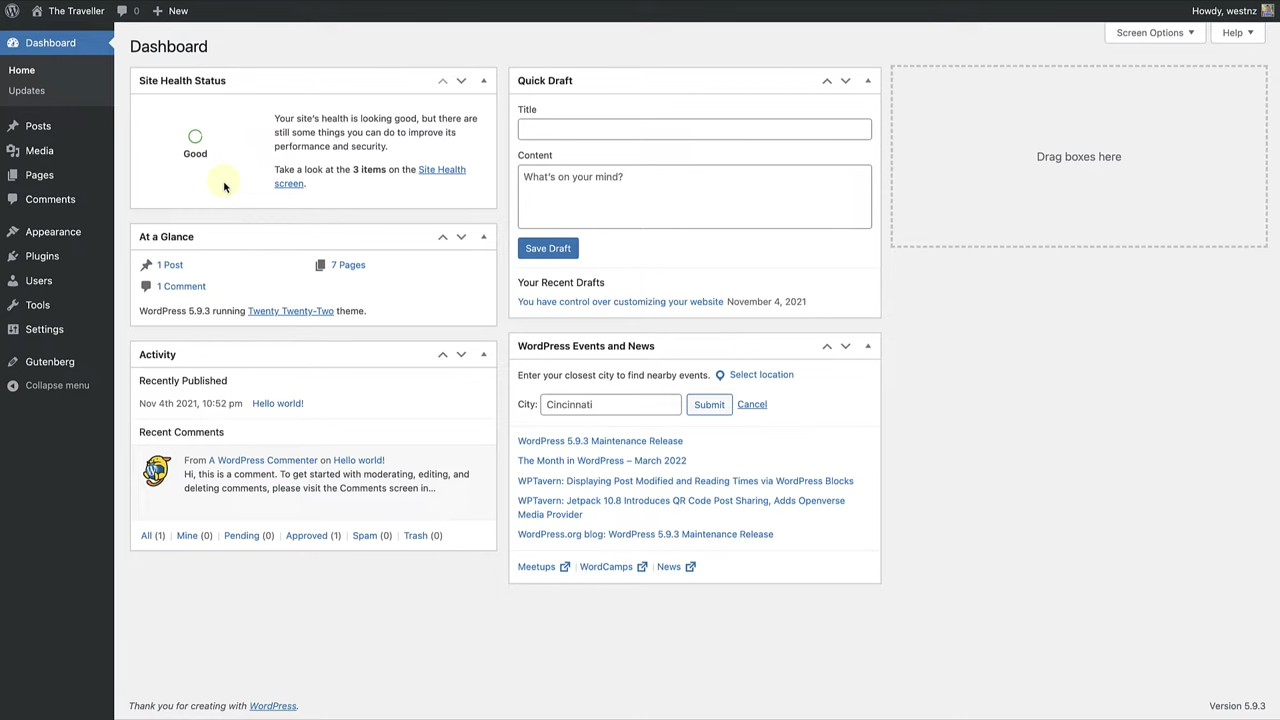 The Traveller
0
New
Howdy, westnz
Dashboard
Home
Updates
Posts
Media
Pages
Comments
Appearance
Plugins
Users
Tools
Settings
Gutenberg
Collapse menu
Screen Options
Help
Dashboard
Site Health Status
Good
Your site's health is looking good, but there are
still some things you can do to improve its
performance and security.
Take a look at the 3 items on the Site Health
screen.
At a Glance
1 Post
7 Pages
1 Comment
WordPress 5.9.3 running Twenty Twenty-Two theme.
Activity
Recently Published
Nov 4th 2021, 10:52 pm Hello world!
Recent Comments
From A WordPress Commenter on Hello world!
Hi, this is a comment. To get started with moderating, editing, and
deleting comments, please visit the Comments screen in…
All (1) | Mine (0) | Pending (0) | Approved (1) | Spam (0) | Trash (0)
Quick Draft
Title
Content
What's on your mind?
Save Draft
Your Recent Drafts
You have control over customizing your website November 4, 2021
WordPress Events and News
Enter your closest city to find nearby events. Select location
City: Cincinnati Submit Cancel
WordPress 5.9.3 Maintenance Release
The Month in WordPress – March 2022
WPTavern: Displaying Post Modified and Reading Times via WordPress Blocks
WPTavern: Jetpack 10.8 Introduces QR Code Post Sharing, Adds Openverse
Media Provider
WordPress.org blog: WordPress 5.9.3 Maintenance Release
Meetups | WordCamps | News
Drag boxes here
Thank you for creating with WordPress.
Version 5.9.3